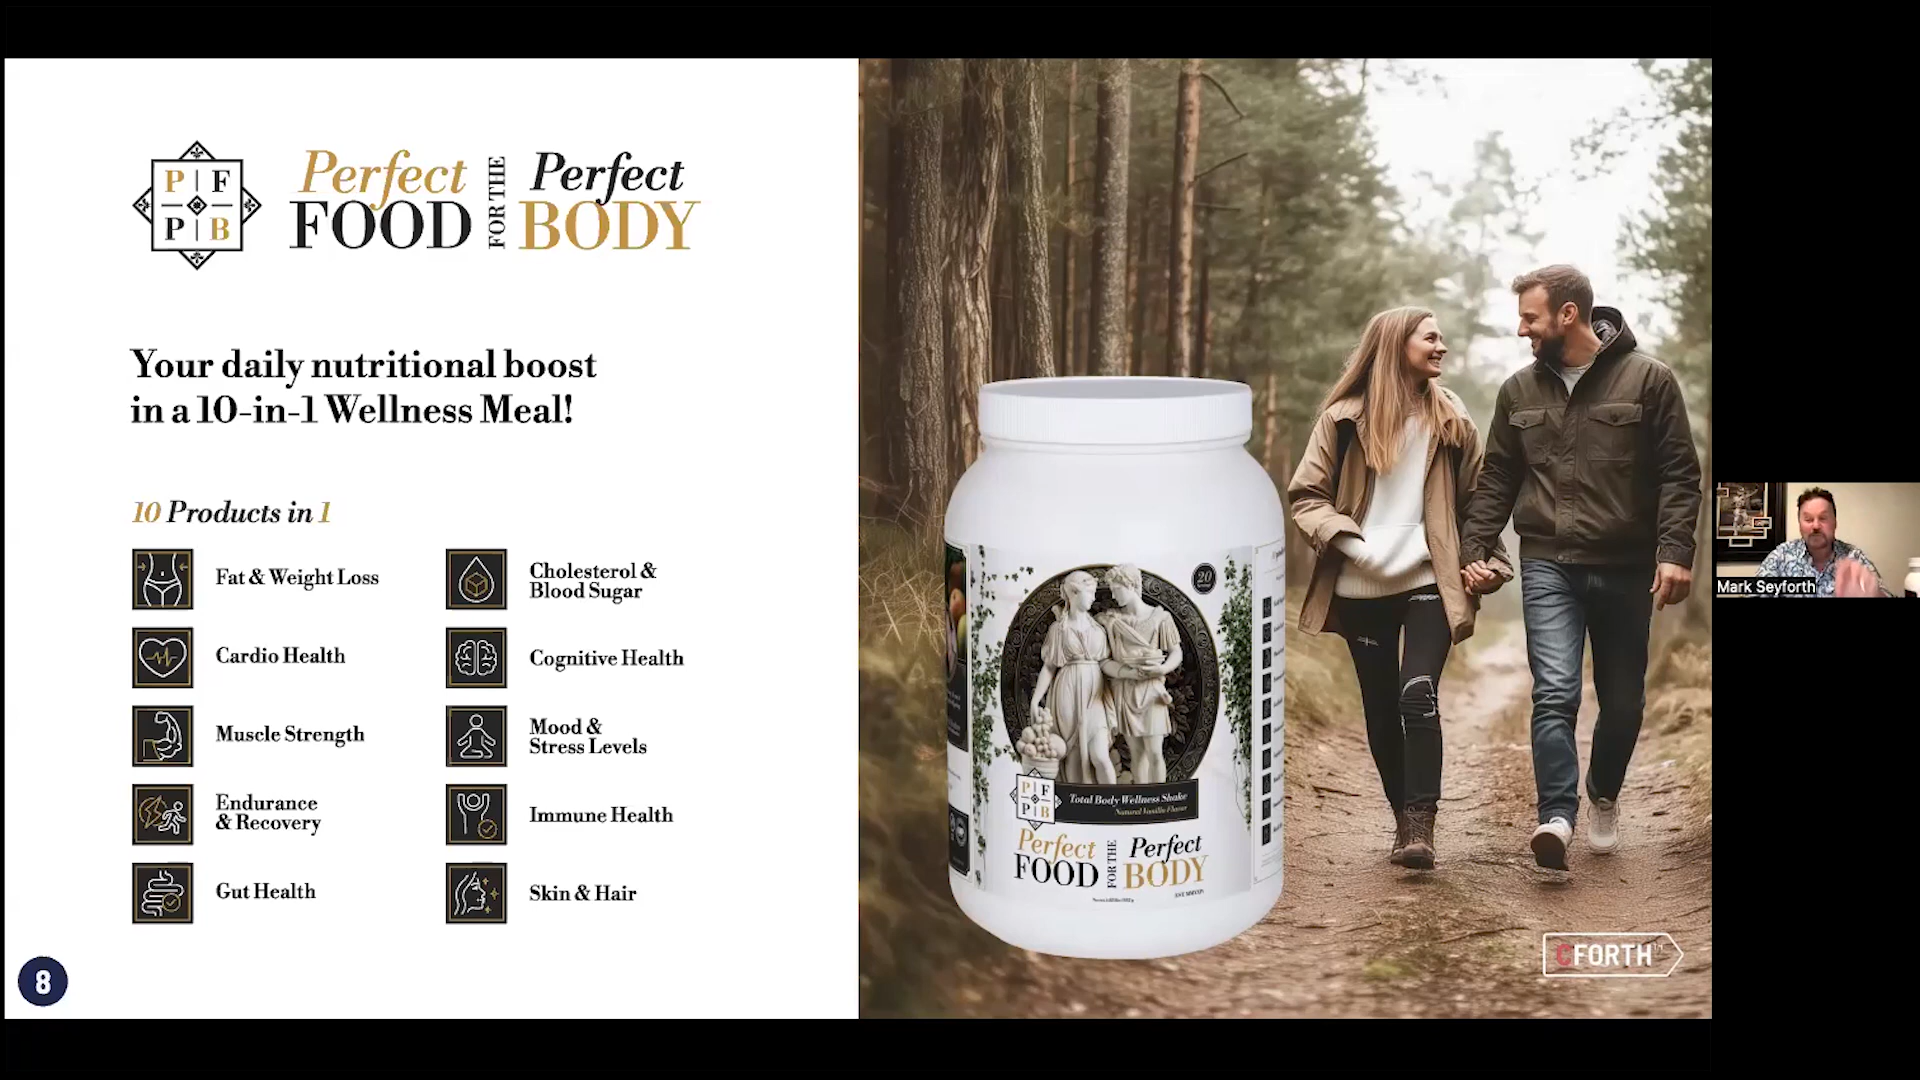 P F
P B
Perfect
FOOD
FOR THE
Perfect
BODY
Your daily nutritional boost
in a 10-in-1 Wellness Meal!
10 Products in 1
Fat & Weight Loss
Cardio Health
Muscle Strength
Endurance
& Recovery
Gut Health
Cholesterol &
Blood Sugar
Cognitive Health
Mood &
Stress Levels
Immune Health
Skin & Hair
8
20
P F
P B
Total Body Wellness Shake
Natural Vanilla Flavor
Perfect
FOOD
FOR THE
Perfect
BODY
CFORTH
Mark Seyforth